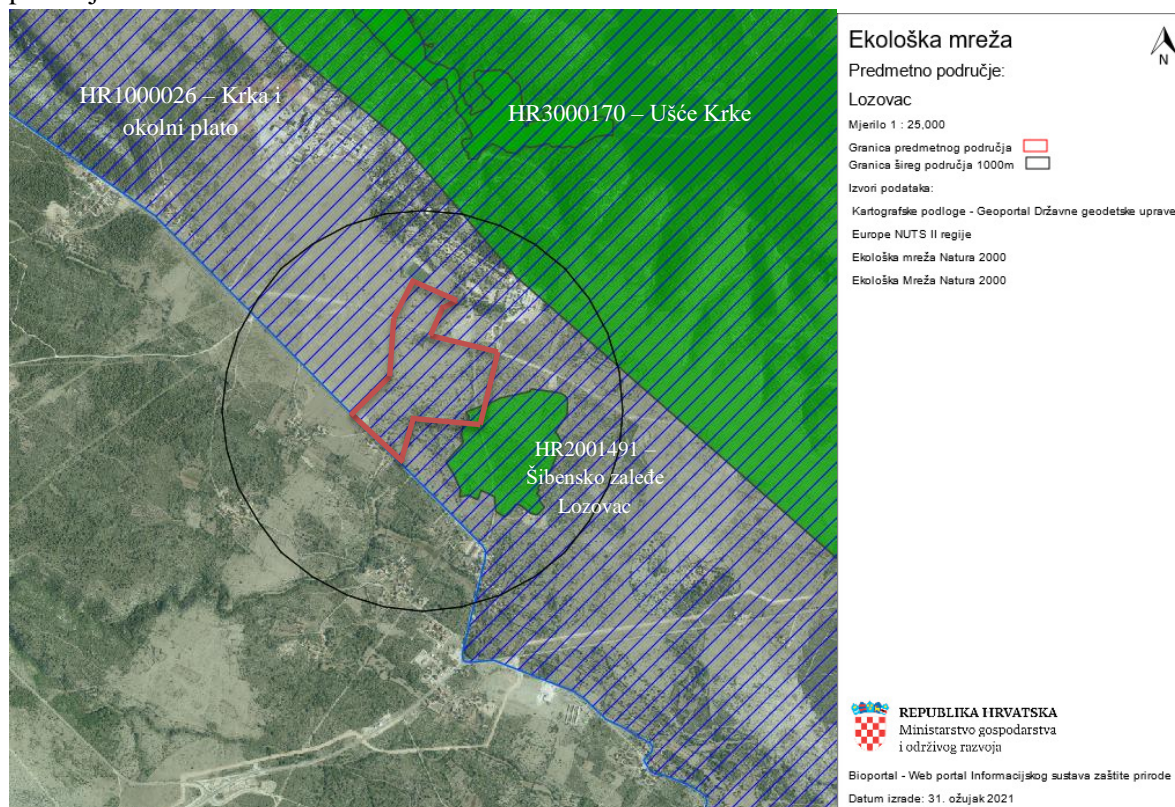 HR1000026 – Krka i
okolni plato
HR3000170 – Ušće Krke
HR2001491 –
Šibensko zaleđe
Lozovac
Ekološka mreža
N
Predmetno područje:
Lozovac
Mjerilo 1 : 25,000
Granica predmetnog područja
Granica šireg područja 1000m
Izvori podataka:
Kartografske podloge - Geoportal Državne geodetske uprave
Europe NUTS II regije
Ekološka mreža Natura 2000
Ekološka Mreža Natura 2000
REPUBLIKA HRVATSKA
Ministarstvo gospodarstva
i održivog razvoja
Bioportal - Web portal Informacijskog sustava zaštite prirode
Datum izrade: 31. ožujak 2021